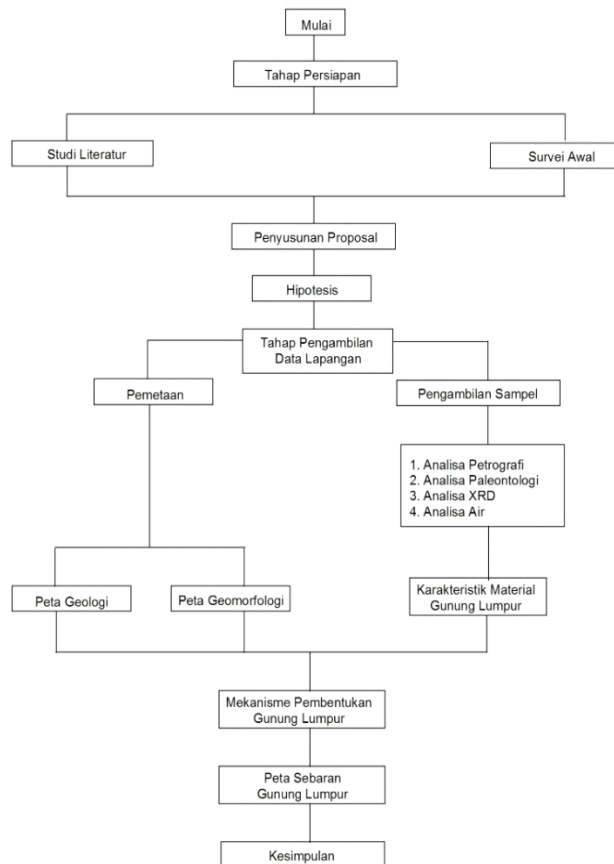 Mulai
Tahap Persiapan
Studi Literatur
Survei Awal
Penyusunan Proposal
Hipotesis
Tahap Pengambilan
Data Lapangan
Pemetaan
Pengambilan Sampel
1. Analisa Petrografi
2. Analisa Paleontologi
3. Analisa XRD
4. Analisa Air
Peta Geologi
Peta Geomorfologi
Karakteristik Material
Gunung Lumpur
Mekanisme Pembentukan
Gunung Lumpur
Peta Sebaran
Gunung Lumpur
Kesimpulan